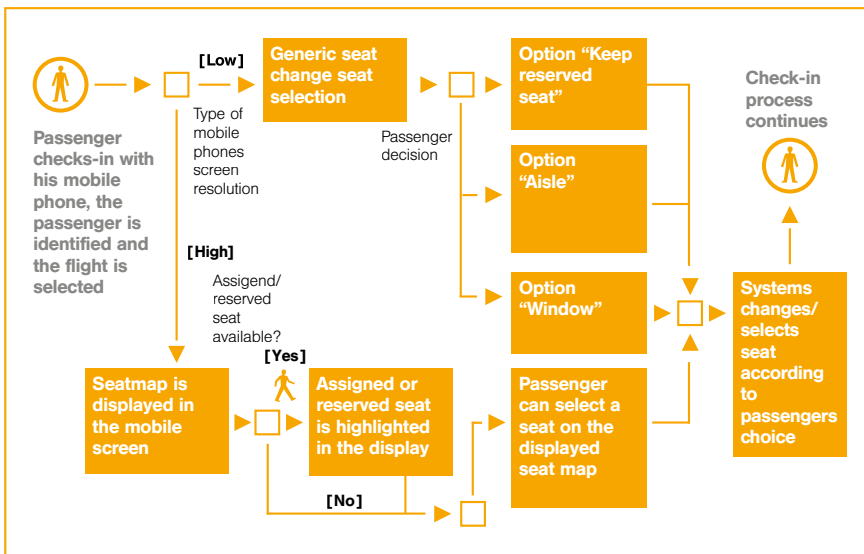 Passenger
checks-in with
his mobile
phone, the
passenger is
identified and
the flight is
selected
[Low]
Type of
mobile
phones
screen
resolution
Generic seat
change seat
selection
Passenger
decision
Option “Keep
reserved
seat”
Option
“Aisle”
Option
“Window”
Check-in
process
continues
[High]
Assigend/
reserved
seat
available?
[Yes]
Seatmap is
displayed in
the mobile
screen
Assigned or
reserved seat
is highlighted
in the display
[No]
Passenger
can select a
seat on the
displayed
seat map
Systems
changes/
selects
seat
according
to
passengers
choice